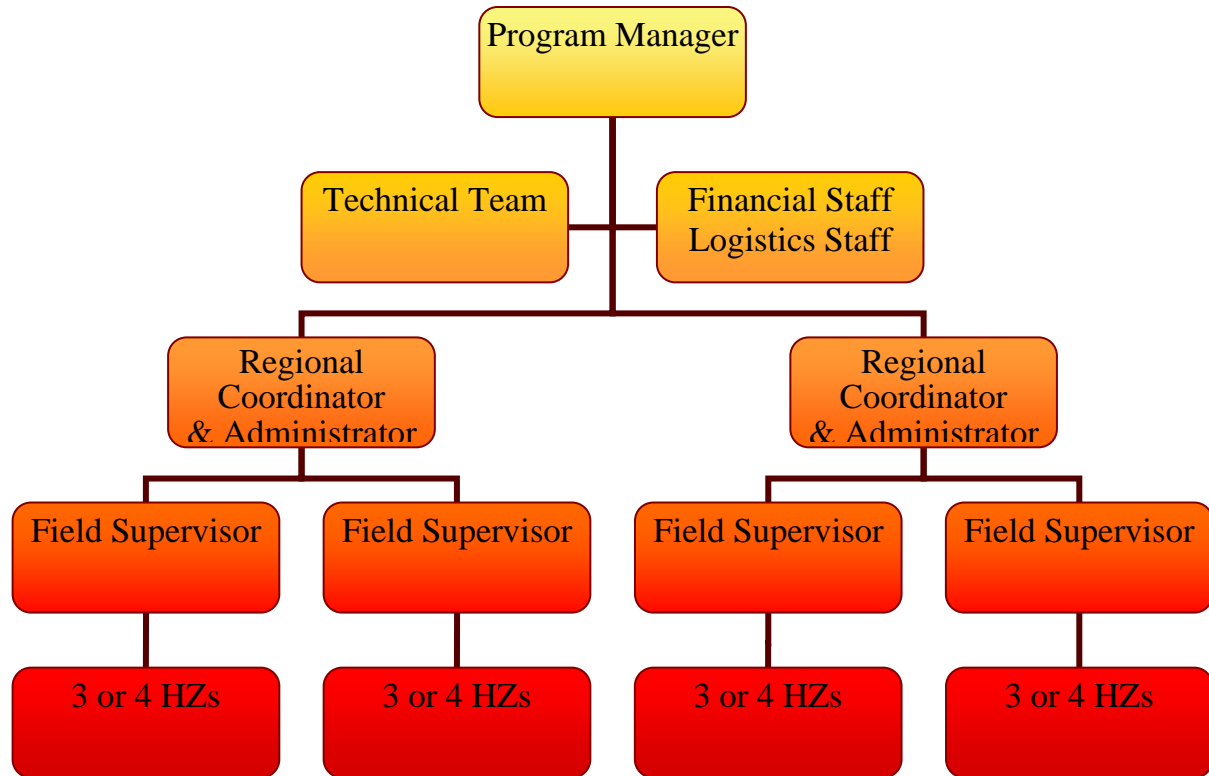 Program Manager
Technical Team
Financial Staff
Logistics Staff
Regional
Coordinator
& Administrator
Regional
Coordinator
& Administrator
Field Supervisor
Field Supervisor
Field Supervisor
Field Supervisor
3 or 4 HZs
3 or 4 HZs
3 or 4 HZs
3 or 4 HZs